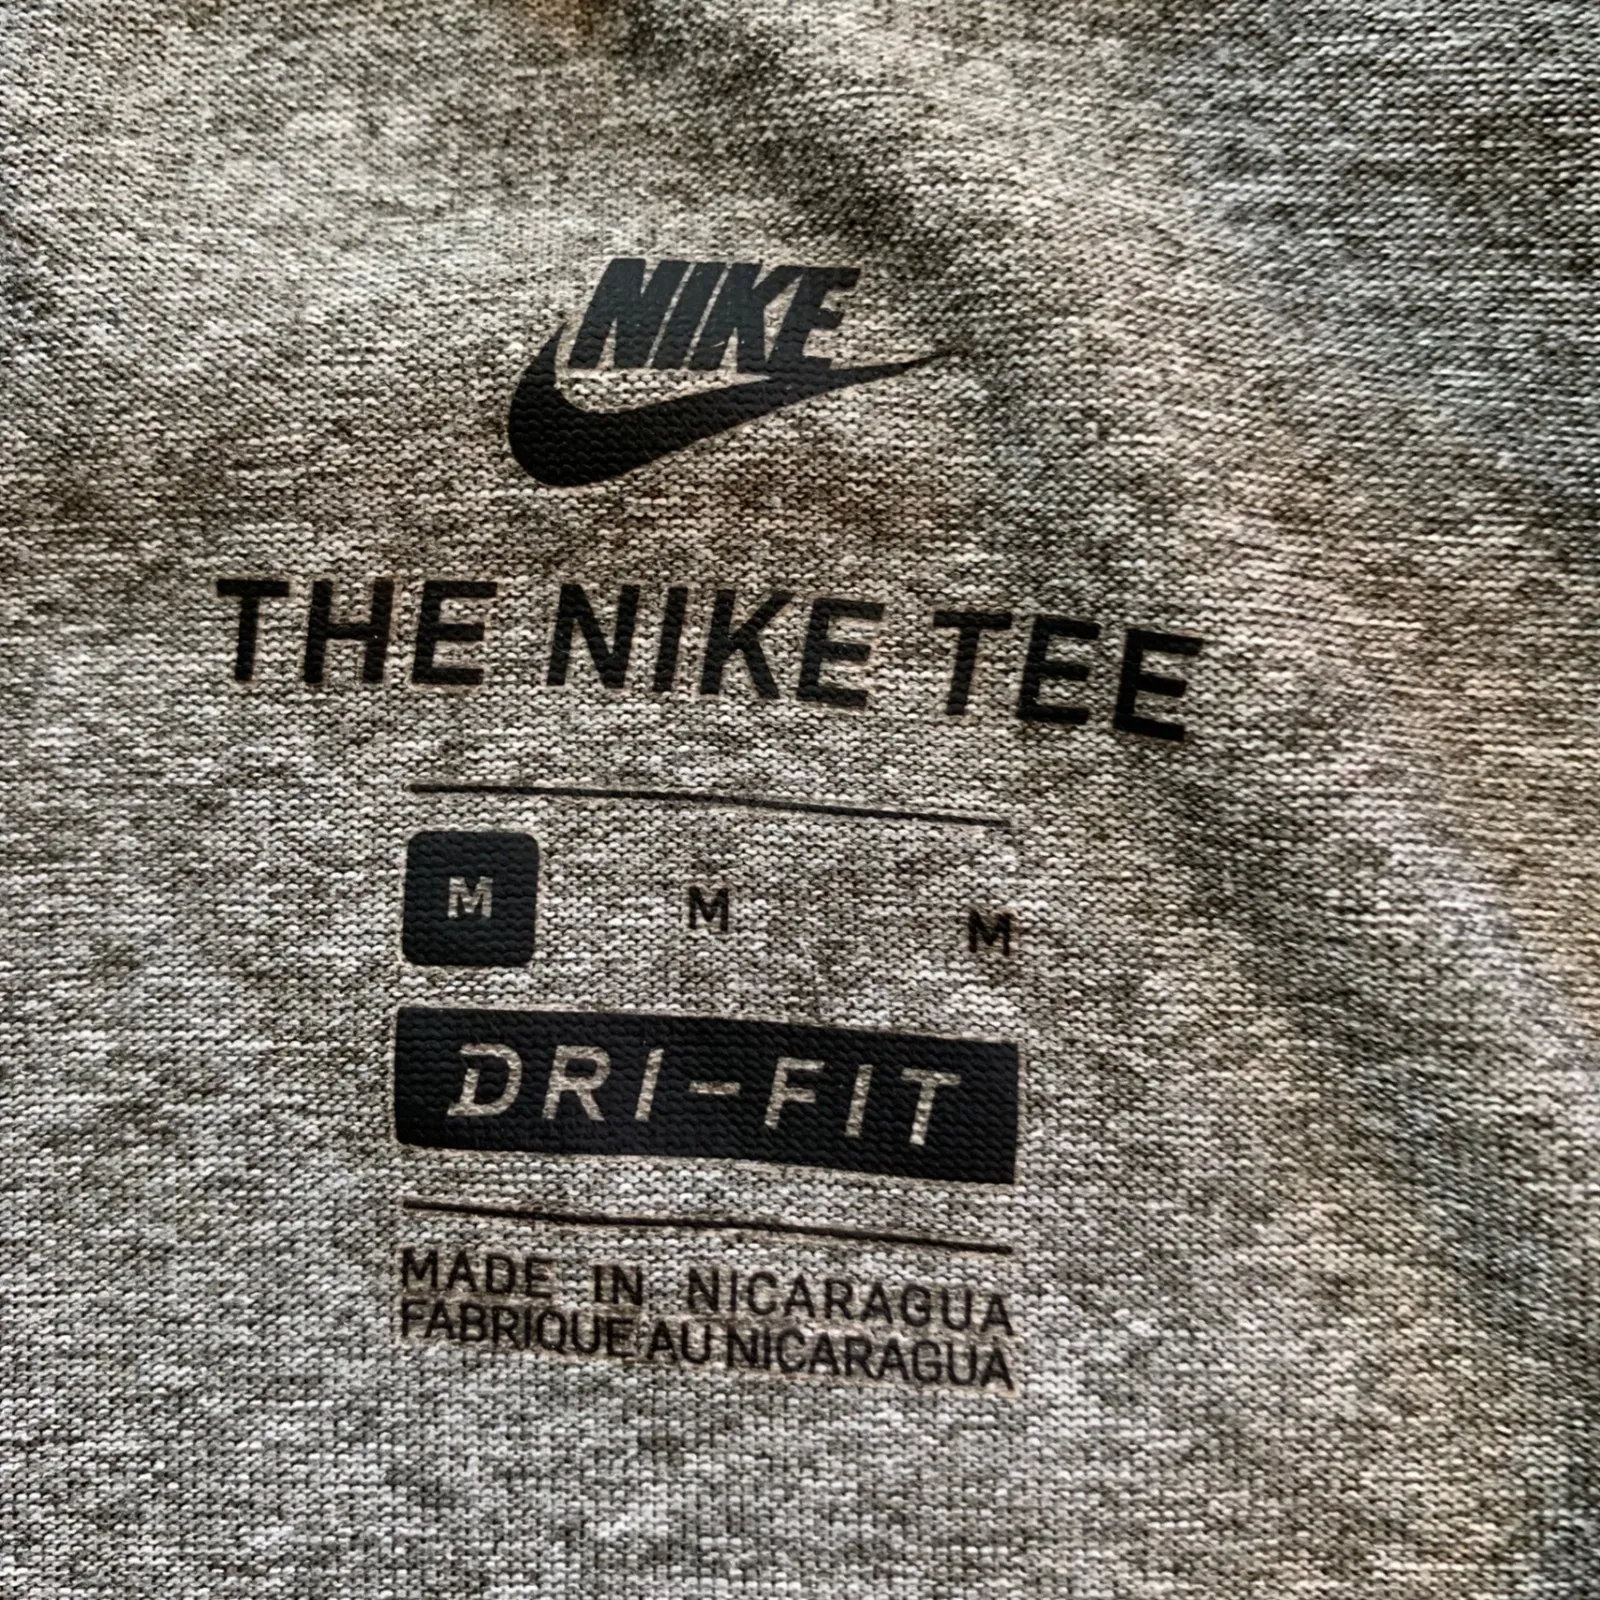 NIKE
THE NIKE TEE
M M M
DRI-FIT
MADE IN NICARAGUA
FABRIQUE AU NICARAGUA